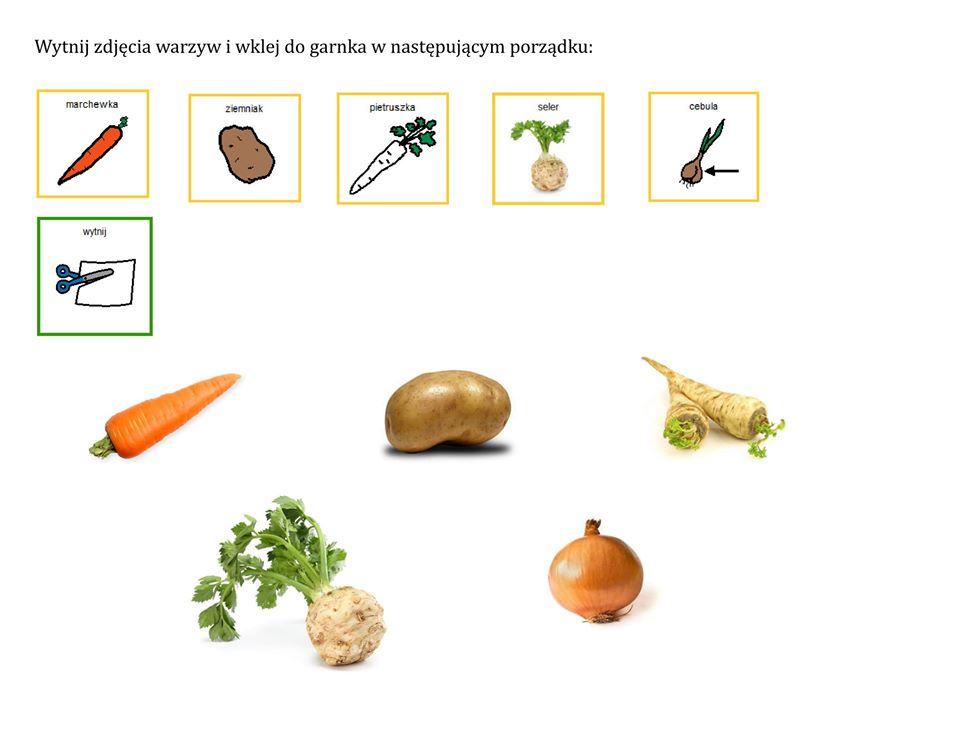 Wytnij zdjęcia warzyw i wklej do garnka w następującym porządku:
marchewka
ziemniak
pietruszka
seler
cebula
wytnij